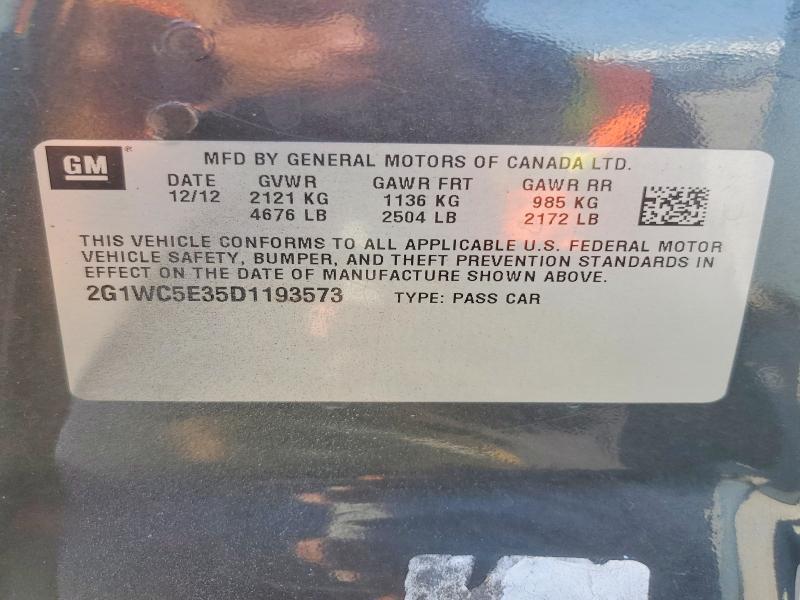 GM® MFD BY GENERAL MOTORS OF CANADA LTD.
DATE GVWR GAWR FRT GAWR RR
12/12 2121 KG 1136 KG 985 KG
4676 LB 2504 LB 2172 LB
THIS VEHICLE CONFORMS TO ALL APPLICABLE U.S. FEDERAL MOTOR
VEHICLE SAFETY, BUMPER, AND THEFT PREVENTION STANDARDS IN
EFFECT ON THE DATE OF MANUFACTURE SHOWN ABOVE.
2G1WC5E35D1193573 TYPE: PASS CAR